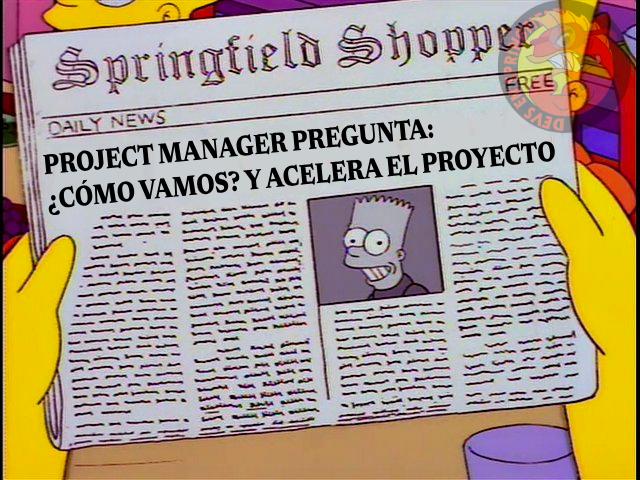 Springfield Shopper
FREE
DAILY NEWS
PROJECT MANAGER PREGUNTA:
¿CÓMO VAMOS? Y ACELERA EL PROYECTO